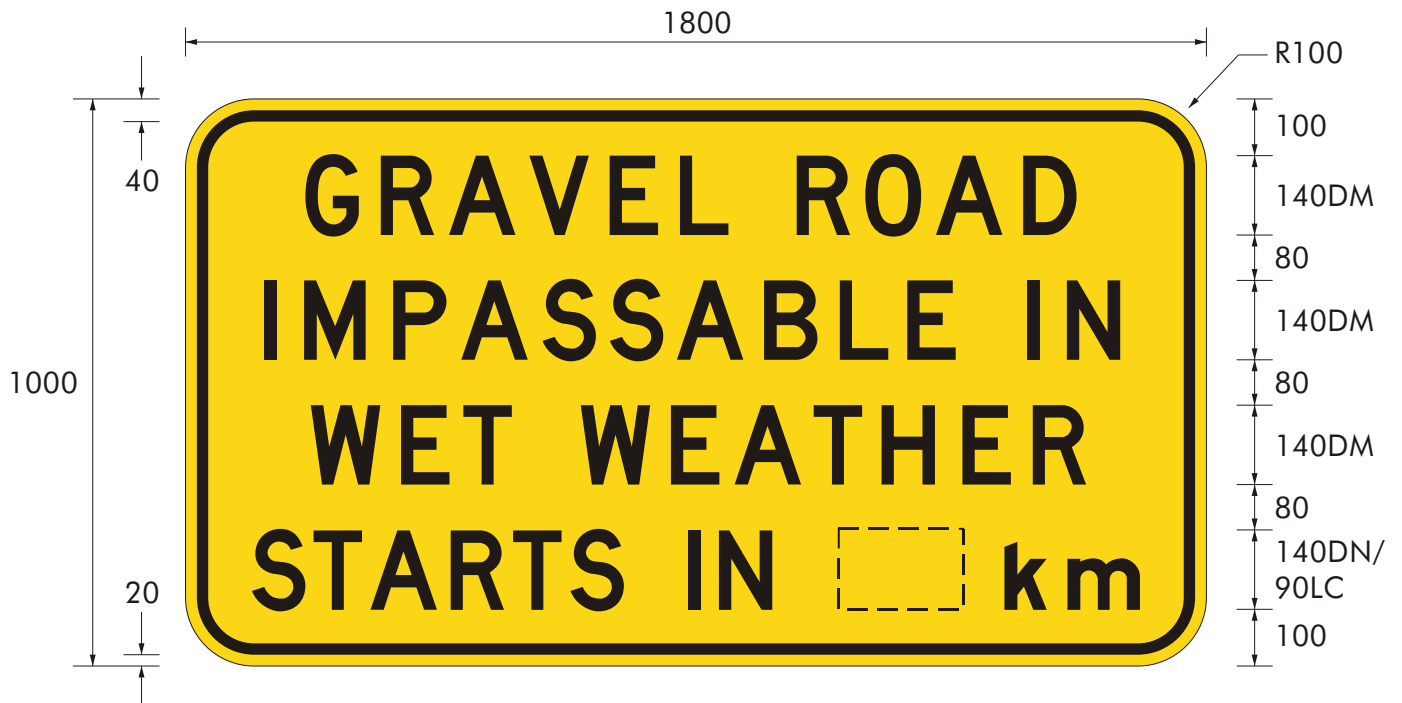 1800
R100
100
40
140DM
GRAVEL ROAD
80
IMPASSABLE IN
140DM
1000
80
WET WEATHER
140DM
80
STARTS IN km
140DN/
90LC
20
100